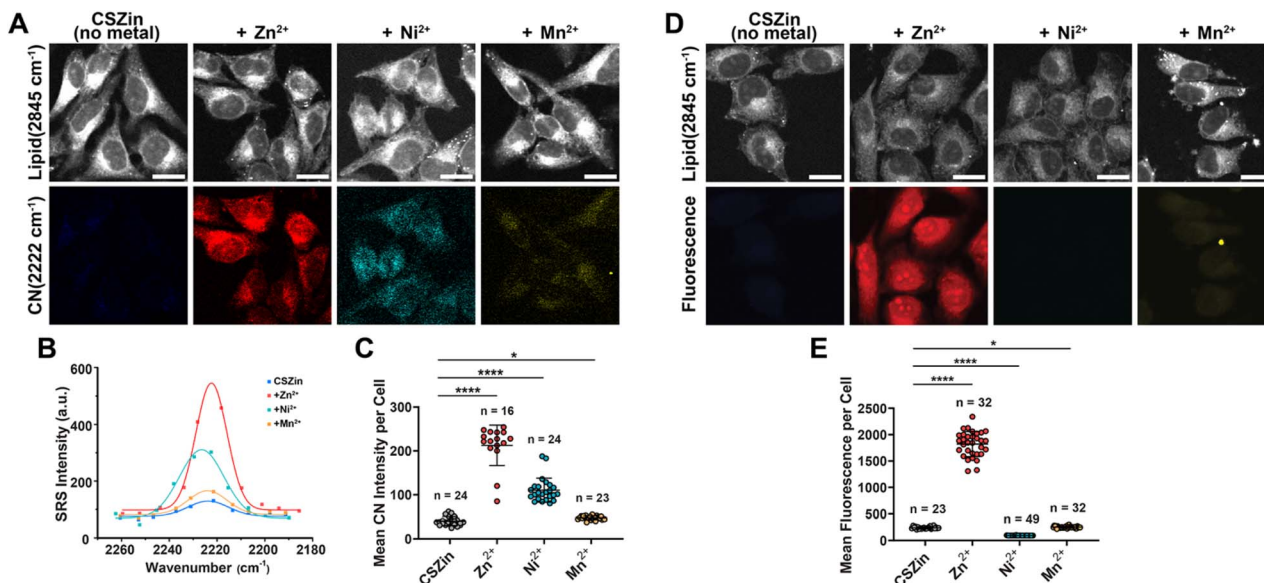 A
CSZin
(no metal)
+ Zn²⁺
+ Ni²⁺
+ Mn²⁺
Lipid(2845 cm⁻¹)
CN(2222 cm⁻¹)
D
CSZin
(no metal)
+ Zn²⁺
+ Ni²⁺
+ Mn²⁺
Lipid(2845 cm⁻¹)
Fluorescence
B
SRS Intensity (a.u.)
600
400
200
0
2260
2240
2220
2200
2180
Wavenumber (cm⁻¹)
CSZin
+Zn²⁺
+Ni²⁺
+Mn²⁺
C
Mean CN Intensity per Cell
300
200
100
0
*
****
****
n = 24
n = 16
n = 24
n = 23
CSZin
Zn²⁺
Ni²⁺
Mn²⁺
E
Mean Fluorescence per Cell
2500
2000
1500
1000
500
0
*
****
****
n = 23
n = 32
n = 49
n = 32
CSZin
Zn²⁺
Ni²⁺
Mn²⁺